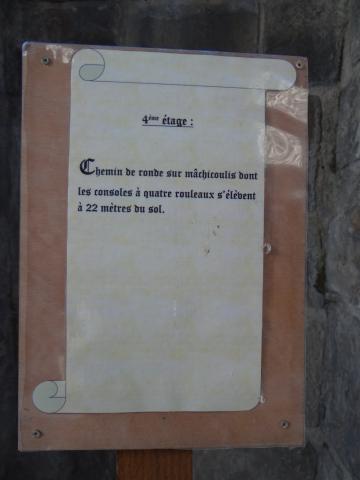 4ème étage :
Chemin de ronde sur mâchicoulis dont
les consoles à quatre rouleaux s'élèvent
à 22 mètres du sol.